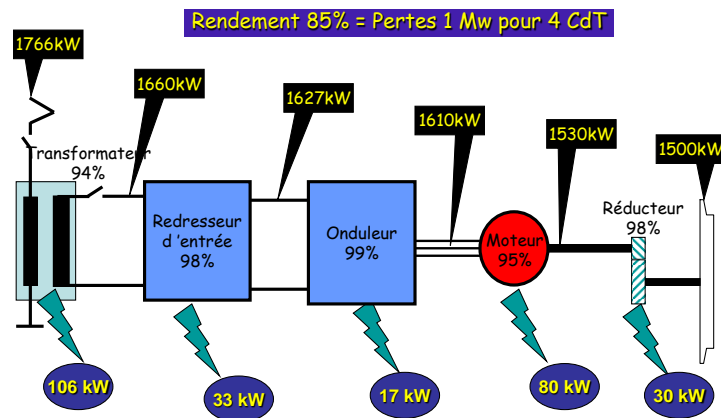 Rendement 85% = Pertes 1 Mw pour 4 CdT
1766kW
1660kW
1627kW
1610kW
1530kW
1500kW
Transformateur
94%
Redresseur
d 'entrée
98%
Onduleur
99%
Moteur
95%
Réducteur
98%
106 kW
33 kW
17 kW
80 kW
30 kW